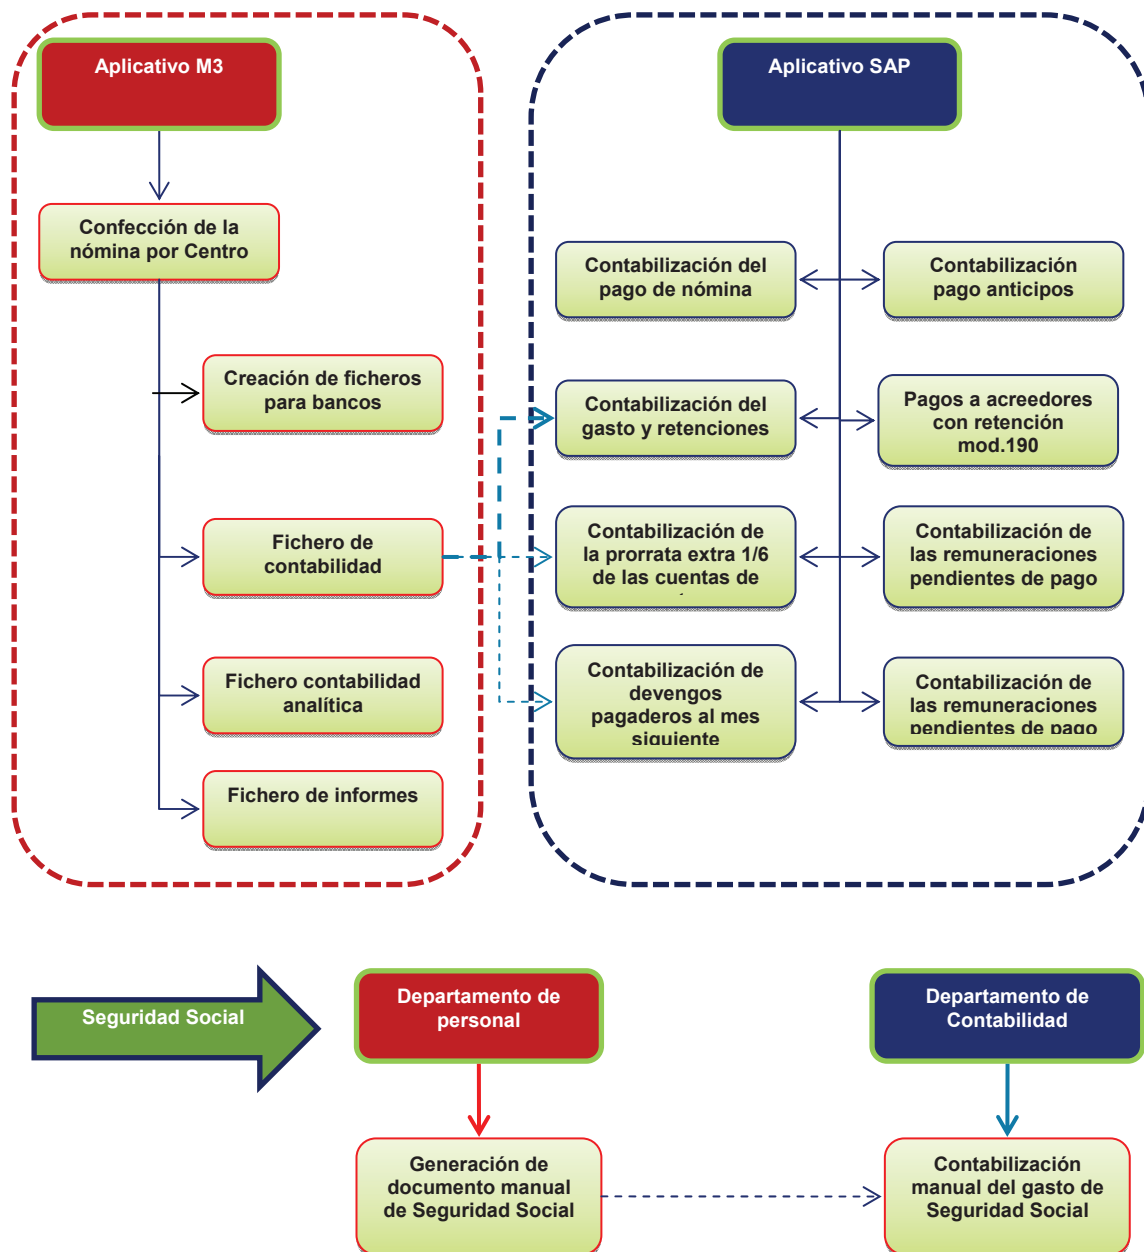 Aplicativo M3
Confección de la
nómina por Centro
Creación de ficheros
para bancos
Fichero de
contabilidad
Fichero contabilidad
analítica
Fichero de informes
Aplicativo SAP
Contabilización del
pago de nómina
Contabilización
pago anticipos
Contabilización del
gasto y retenciones
Pagos a acreedores
con retención
mod.190
Contabilización de
la prorrata extra 1/6
de las cuentas de
Contabilización de
las remuneraciones
pendientes de pago
Contabilización de
devengos
pagaderos al mes
siguiente
Contabilización de
las remuneraciones
pendientes de pago
Seguridad Social
Departamento de
personal
Departamento de
Contabilidad
Generación de
documento manual
de Seguridad Social
Contabilización
manual del gasto de
Seguridad Social